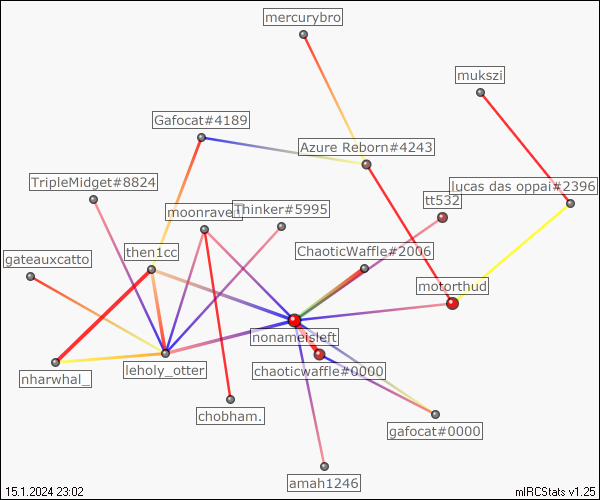 mercurybro
mukszi
Gafocat#4189
Azure Reborn#4243
TripleMidget#8824
lucas das oppai#2396
moonraven
Thinker#5995
tt532
gateauxcatto
then1cc
ChaoticWaffle#2006
motorthud
nonameisleft
nharwhal_
leholy_otter
chaoticwaffle#0000
chobham.
gafocat#0000
amah1246
15.1.2024 23:02
mIRCStats v1.25